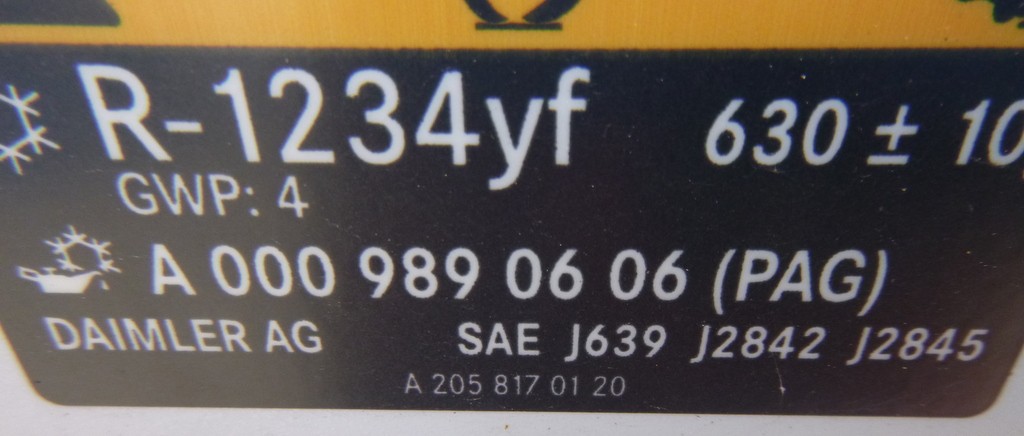 R-1234yf 630 ± 10
GWP: 4
A 000 989 06 06 (PAG)
DAIMLER AG SAE J639 J2842 J2845
A 205 817 01 20